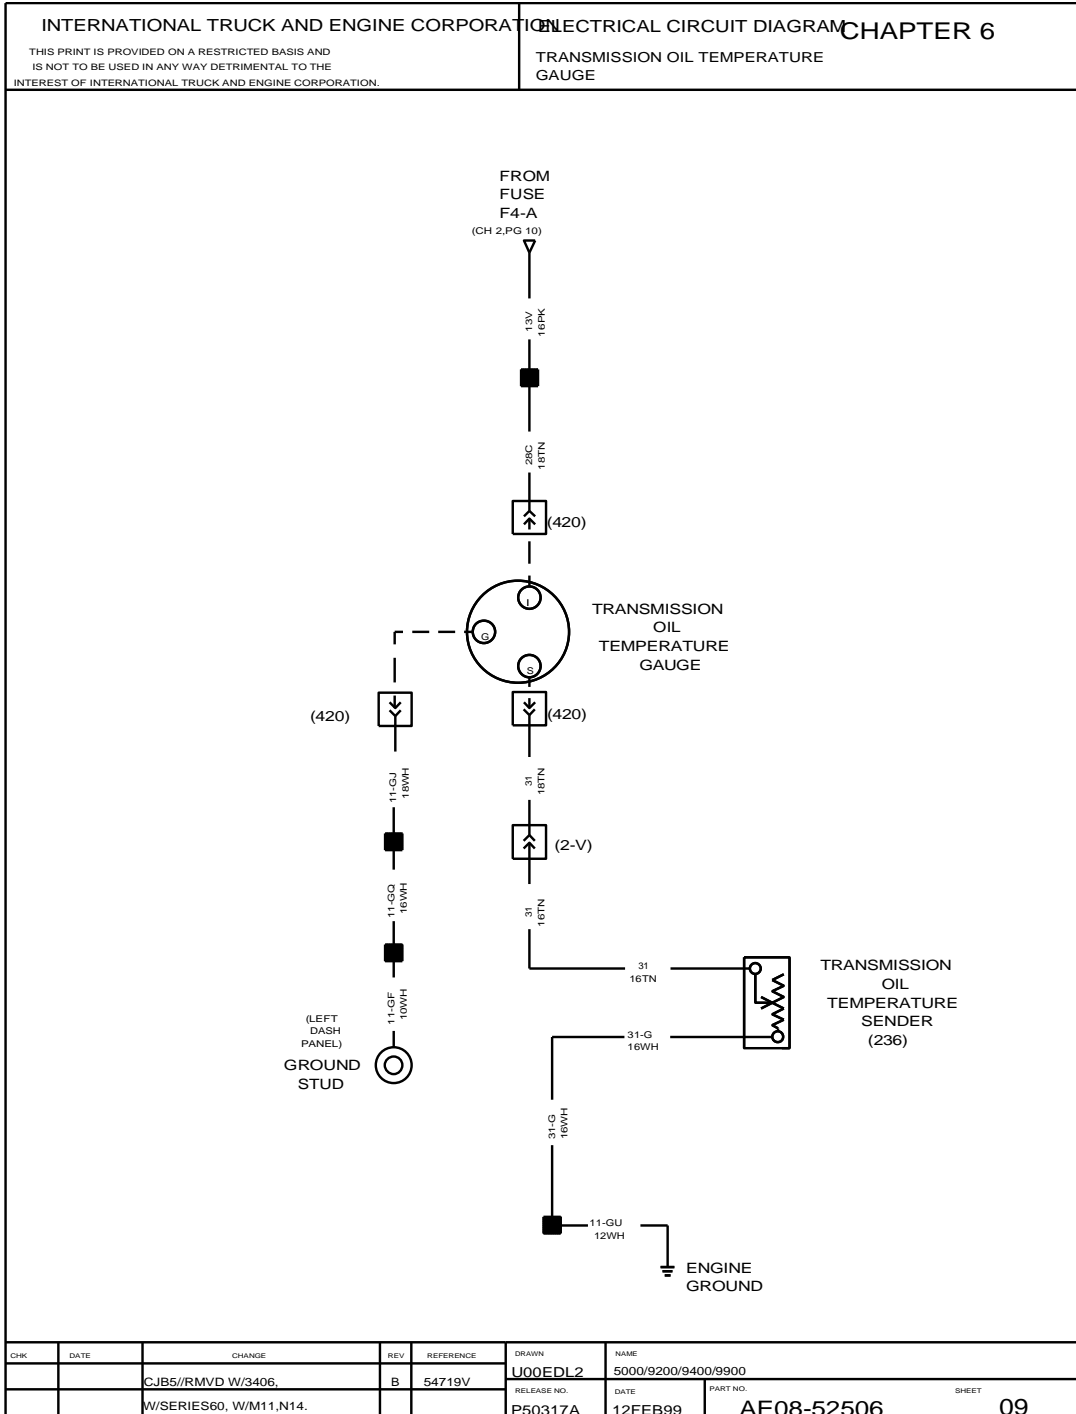 INTERNATIONAL TRUCK AND ENGINE CORPORATION
THIS PRINT IS PROVIDED ON A RESTRICTED BASIS AND
IS NOT TO BE USED IN ANY WAY DETRIMENTAL TO THE
INTEREST OF INTERNATIONAL TRUCK AND ENGINE CORPORATION.
ELECTRICAL CIRCUIT DIAGRAM
CHAPTER 6
TRANSMISSION OIL TEMPERATURE
GAUGE
FROM
FUSE
F4-A
(CH 2,PG 10)
13V
16PK
28C
18TN
(420)
I
G
S
TRANSMISSION
OIL
TEMPERATURE
GAUGE
(420)
(420)
11-GJ
18WH
31
18TN
(2-V)
11-GQ
16WH
31
16TN
31
16TN
TRANSMISSION
OIL
TEMPERATURE
SENDER
(236)
11-GF
10WH
(LEFT
DASH
PANEL)
GROUND
STUD
31-G
16WH
31-G
16WH
11-GU
12WH
ENGINE
GROUND
CHK
DATE
CHANGE
REV
REFERENCE
DRAWN
NAME
CJB5//RMVD W/3406,
B
54719V
U00EDL2
5000/9200/9400/9900
W/SERIES60, W/M11,N14.
RELEASE NO.
P50317A
DATE
12FEB99
PART NO.
AE08-52506
SHEET
09